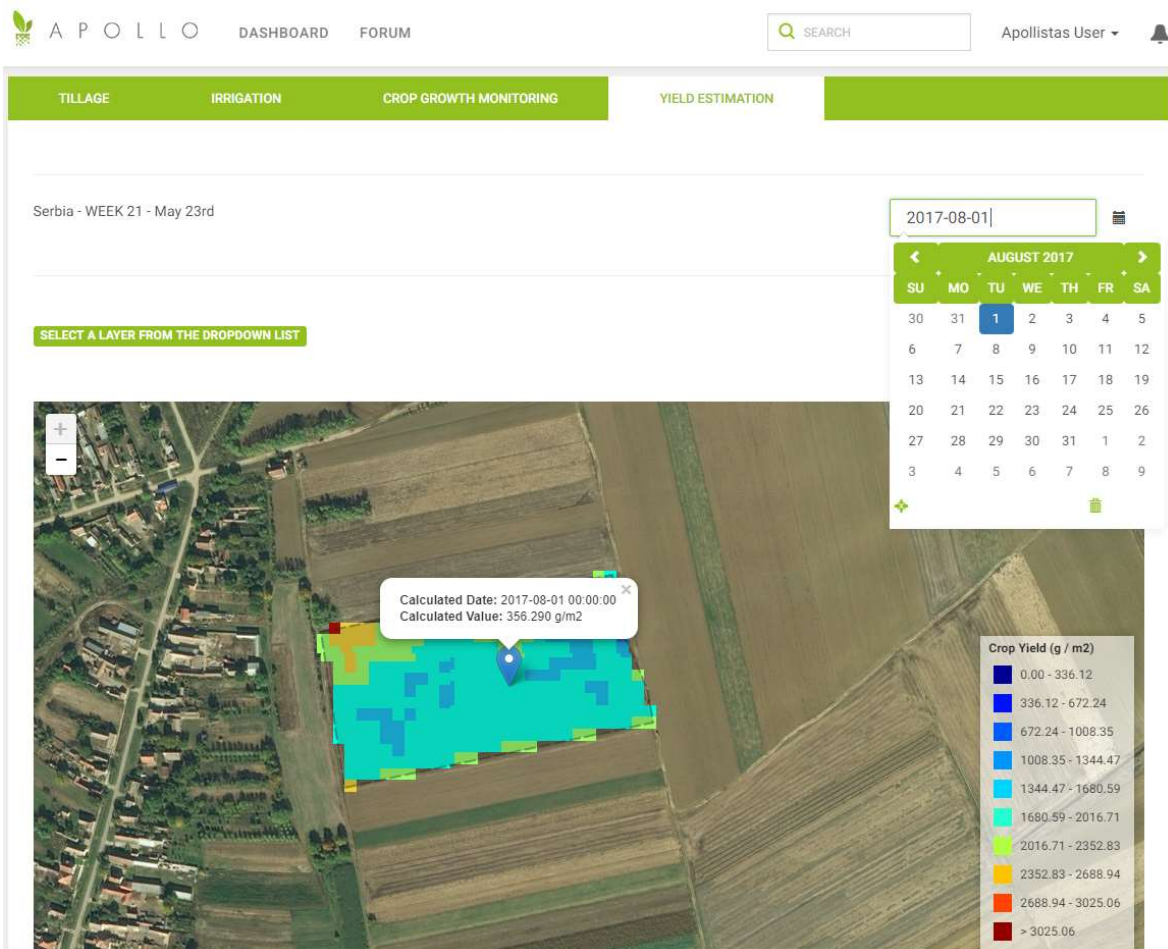 APOLLO DASHBOARD FORUM SEARCH Apollistas User
TILLAGE IRRIGATION CROP GROWTH MONITORING YIELD ESTIMATION
Serbia - WEEK 21 - May 23rd
2017-08-01
AUGUST 2017
SU MO TU WE TH FR SA
30 31 1 2 3 4 5
6 7 8 9 10 11 12
13 14 15 16 17 18 19
20 21 22 23 24 25 26
27 28 29 30 31 1 2
3 4 5 6 7 8 9
SELECT A LAYER FROM THE DROPDOWN LIST
+
−
Calculated Date: 2017-08-01 00:00:00 ×
Calculated Value: 356.290 g/m2
Crop Yield (g / m2)
0.00 - 336.12
336.12 - 672.24
672.24 - 1008.35
1008.35 - 1344.47
1344.47 - 1680.59
1680.59 - 2016.71
2016.71 - 2352.83
2352.83 - 2688.94
2688.94 - 3025.06
> 3025.06